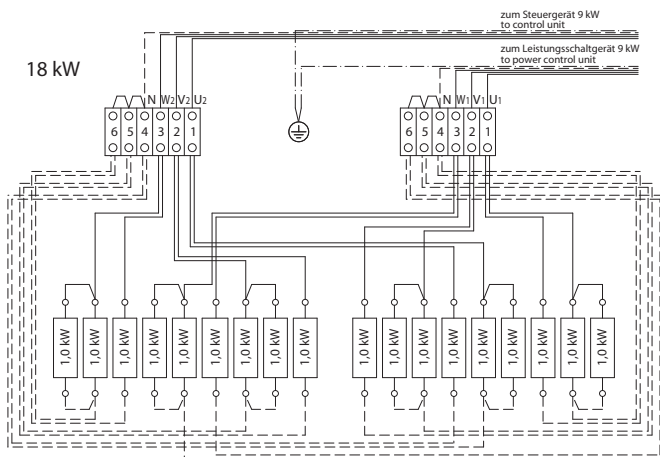 zum Steuergerät 9 kW
to control unit
zum Leistungsschaltgerät 9 kW
to power control unit
18 kW
N W2 V2 U2
6 5 4 3 2 1
N W1 V1 U1
6 5 4 3 2 1
1,0 kW 1,0 kW 1,0 kW 1,0 kW 1,0 kW 1,0 kW 1,0 kW 1,0 kW 1,0 kW
1,0 kW 1,0 kW 1,0 kW 1,0 kW 1,0 kW 1,0 kW 1,0 kW 1,0 kW 1,0 kW